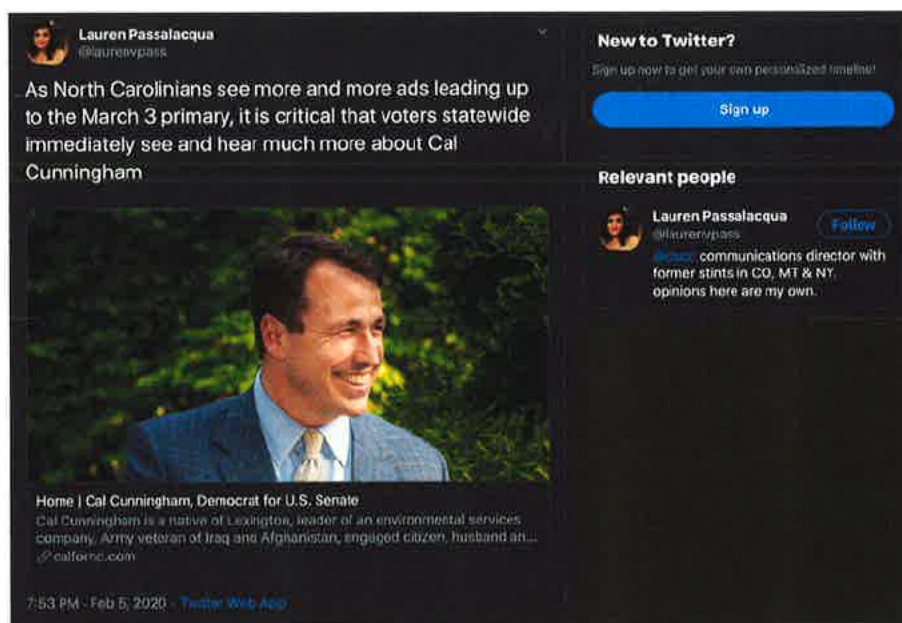 Lauren Passalacqua
@laurenvpass
As North Carolinians see more and more ads leading up
to the March 3 primary, it is critical that voters statewide
immediately see and hear much more about Cal
Cunningham
Home | Cal Cunningham, Democrat for U.S. Senate
Cal Cunningham is a native of Lexington, leader of an environmental services
company, Army veteran of Iraq and Afghanistan, engaged citizen, husband an...
calfornc.com
7:53 PM · Feb 5, 2020 · Twitter Web App
New to Twitter?
Sign up now to get your own personalized timeline!
Sign up
Relevant people
Lauren Passalacqua
@laurenvpass
Follow
@dscc communications director with
former stints in CO, MT & NY.
opinions here are my own.